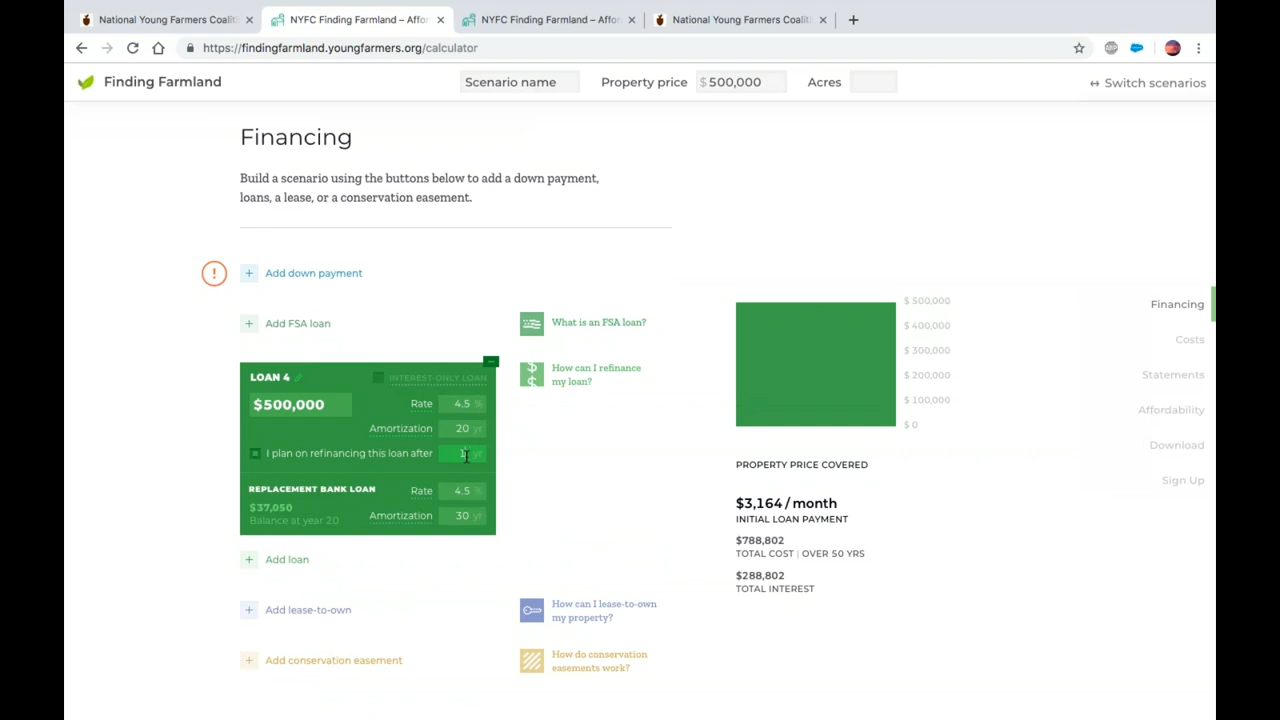 National Young Farmers Coaliti
NYFC Finding Farmland – Affor
NYFC Finding Farmland – Affor
National Young Farmers Coaliti
https://findingfarmland.youngfarmers.org/calculator
ABP
Finding Farmland
Scenario name
Property price
$ 500,000
Acres
↔ Switch scenarios
Financing
Build a scenario using the buttons below to add a down payment,
loans, a lease, or a conservation easement.
! + Add down payment
+ Add FSA loan
What is an FSA loan?
LOAN 4
INTEREST-ONLY LOAN
$500,000
Rate 4.5 %
Amortization 20 yr
I plan on refinancing this loan after 1 yr
REPLACEMENT BANK LOAN
Rate 4.5 %
$37,050
Balance at year 20
Amortization 30 yr
How can I refinance
my loan?
+ Add loan
+ Add lease-to-own
How can I lease-to-own
my property?
+ Add conservation easement
How do conservation
easements work?
$ 500,000
$ 400,000
$ 300,000
$ 200,000
$ 100,000
$ 0
PROPERTY PRICE COVERED
$3,164 / month
INITIAL LOAN PAYMENT
$788,802
TOTAL COST | OVER 50 YRS
$288,802
TOTAL INTEREST
Financing
Costs
Statements
Affordability
Download
Sign Up